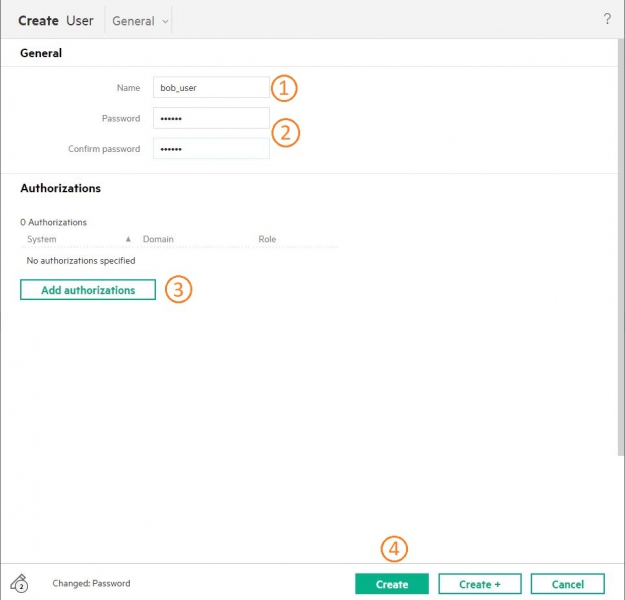 Create User General ?
General
Name bob_user 1
Password ••••••
2
Confirm password ••••••
Authorizations
0 Authorizations
System ▲ Domain Role
No authorizations specified
Add authorizations 3
4
2 Changed: Password Create Create + Cancel